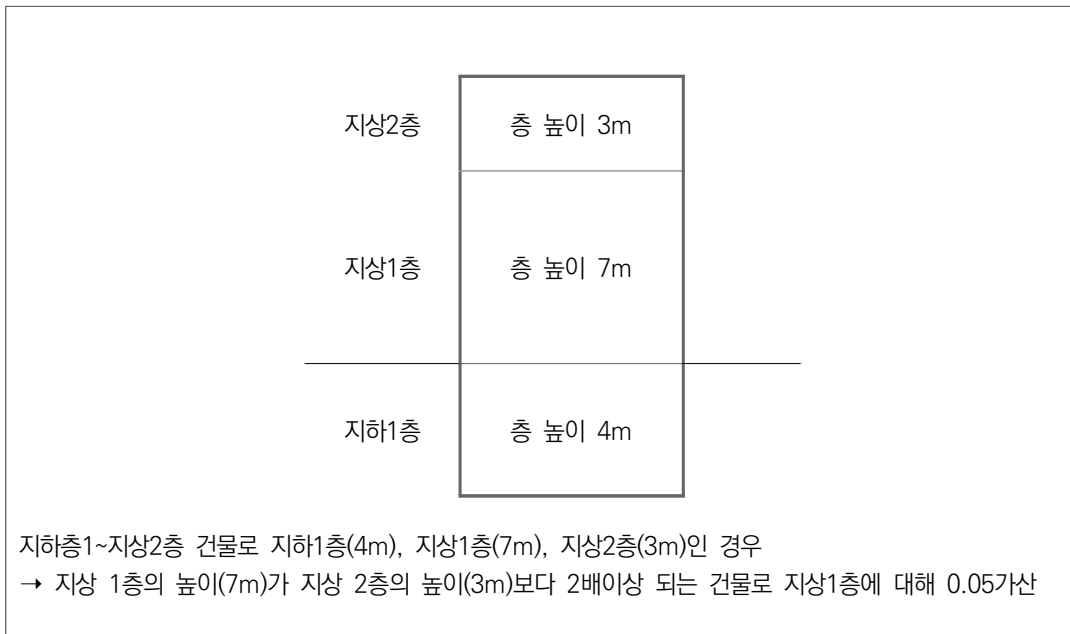 지상2층 층 높이 3m
지상1층 층 높이 7m
지하1층 층 높이 4m
지하층1~지상2층 건물로 지하1층(4m), 지상1층(7m), 지상2층(3m)인 경우
→ 지상 1층의 높이(7m)가 지상 2층의 높이(3m)보다 2배이상 되는 건물로 지상1층에 대해 0.05가산